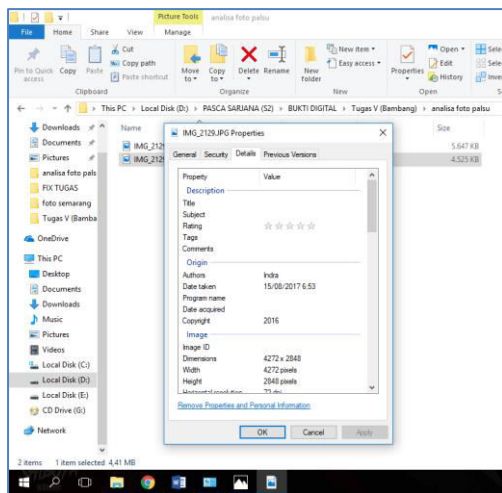 Picture Tools analisa foto palsu
File Home Share View Manage
Pin to Quick access
Copy
Paste
Cut
Copy path
Paste shortcut
Clipboard
Move to
Copy to
Delete
Rename
Organize
New folder
New item
Easy access
New
Properties
Open
Edit
History
Open
This PC > Local Disk (D:) > PASCA SARJANA (S2) > BUKTI DIGITAL > Tugas V (Bambang) > analisa foto palsu
Downloads
Documents
Pictures
analisa foto pals
FIX TUGAS
foto semarang
Tugas V (Bamba
OneDrive
This PC
Desktop
Documents
Downloads
Music
Pictures
Videos
Local Disk (C:)
Local Disk (D:)
Local Disk (E:)
CD Drive (G:)
Network
Name Size
IMG_212 5.647 KB
IMG_212 4.525 KB
IMG_2129.JPG Properties
General Security Details Previous Versions
Property Value
Description
Title
Subject
Rating
Tags
Comments
Origin
Authors Indra
Date taken 15/08/2017 6:53
Program name
Date acquired
Copyright 2016
Image
Image ID
Dimensions 4272 x 2848
Width 4272 pixels
Height 2848 pixels
Horizontal resolution 72 dpi
Remove Properties and Personal Information
OK Cancel Apply
2 items 1 item selected 4,41 MB